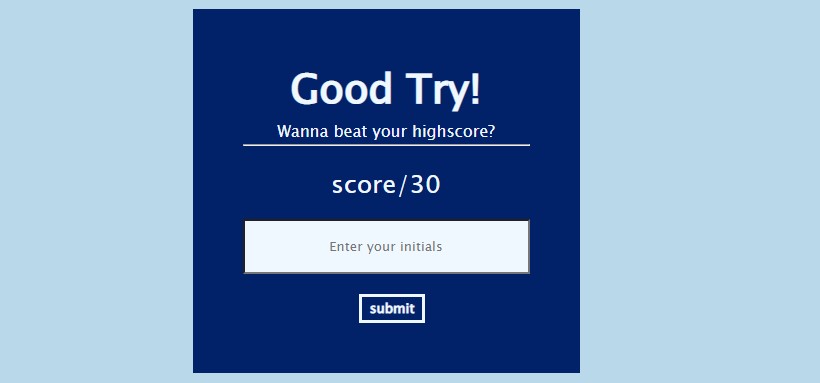 Good Try!
Wanna beat your highscore?
score/30
Enter your initials
submit